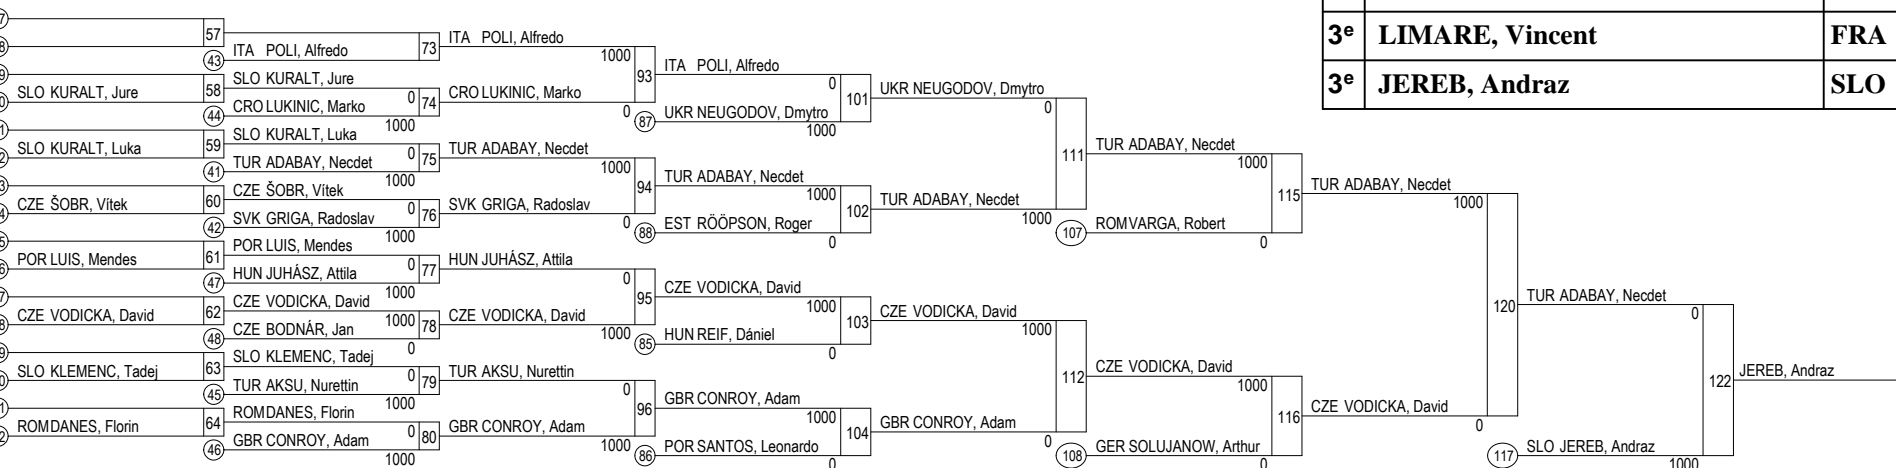 3e LIMARE, Vincent FRA
3e JEREB, Andraz SLO
57
43 ITA POLI, Alfredo
73
ITA POLI, Alfredo
1000
SLO KURALT, Jure
58
SLO KURALT, Jure
0
44 CRO LUKINIC, Marko
1000
74
CRO LUKINIC, Marko
0
93
ITA POLI, Alfredo
0
87 UKR NEUGODOV, Dmytro
1000
101
UKR NEUGODOV, Dmytro
0
SLO KURALT, Luka
59
SLO KURALT, Luka
0
41 TUR ADABAY, Necdet
1000
75
TUR ADABAY, Necdet
1000
CZE ŠOBR, Vítek
60
CZE ŠOBR, Vítek
0
42 SVK GRIGA, Radoslav
1000
76
SVK GRIGA, Radoslav
0
94
TUR ADABAY, Necdet
1000
88 EST RÖÖPSON, Roger
0
102
TUR ADABAY, Necdet
1000
111
TUR ADABAY, Necdet
1000
107 ROM VARGA, Robert
0
115
TUR ADABAY, Necdet
1000
POR LUIS, Mendes
61
POR LUIS, Mendes
0
47 HUN JUHÁSZ, Attila
1000
77
HUN JUHÁSZ, Attila
0
CZE VODICKA, David
62
CZE VODICKA, David
1000
48 CZE BODNÁR, Jan
0
78
CZE VODICKA, David
1000
95
CZE VODICKA, David
1000
85 HUN REIF, Dániel
0
103
CZE VODICKA, David
1000
SLO KLEMENC, Tadej
63
SLO KLEMENC, Tadej
0
45 TUR AKSU, Nurettin
1000
79
TUR AKSU, Nurettin
0
ROM DANES, Florin
64
ROM DANES, Florin
0
46 GBR CONROY, Adam
1000
80
GBR CONROY, Adam
1000
96
GBR CONROY, Adam
1000
86 POR SANTOS, Leonardo
0
104
GBR CONROY, Adam
0
112
CZE VODICKA, David
1000
108 GER SOLUJANOW, Arthur
0
116
CZE VODICKA, David
0
120
TUR ADABAY, Necdet
0
117 SLO JEREB, Andraz
1000
122
JEREB, Andraz